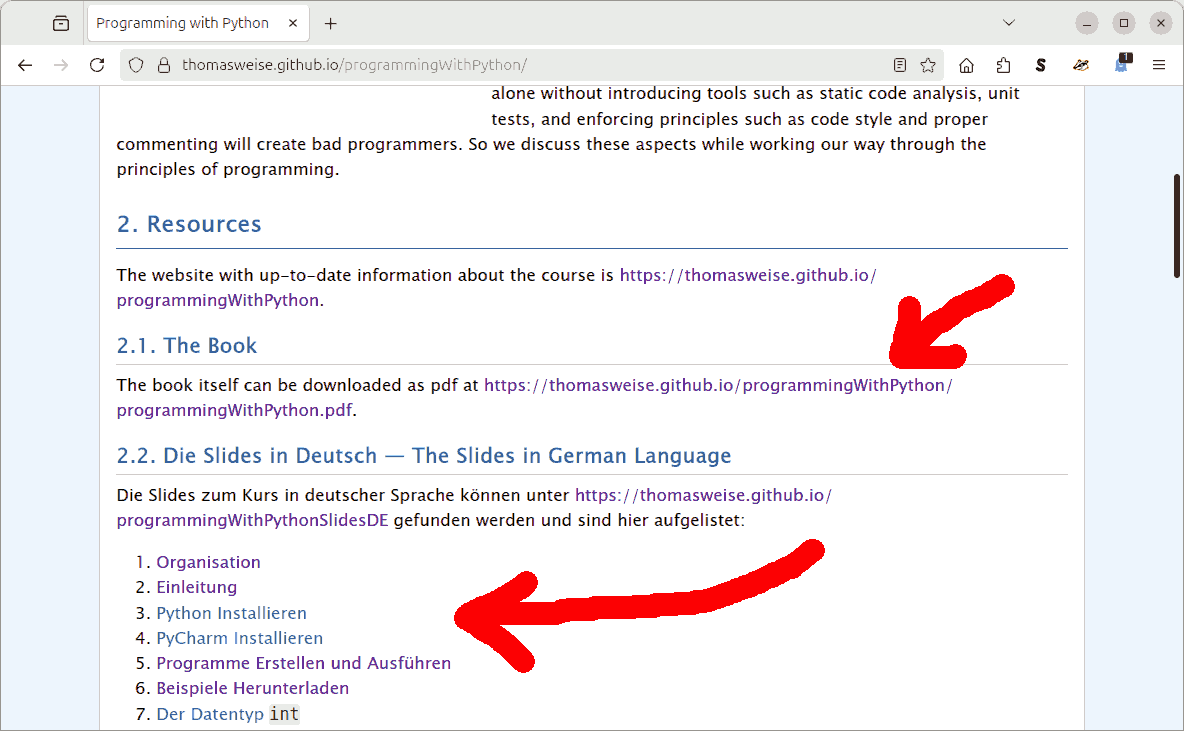 Programming with Python
thomasweise.github.io/programmingWithPython/
1
alone without introducing tools such as static code analysis, unit
tests, and enforcing principles such as code style and proper
commenting will create bad programmers. So we discuss these aspects while working our way through the
principles of programming.
2. Resources
The website with up-to-date information about the course is https://thomasweise.github.io/
programmingWithPython.
2.1. The Book
The book itself can be downloaded as pdf at https://thomasweise.github.io/programmingWithPython/
programmingWithPython.pdf.
2.2. Die Slides in Deutsch — The Slides in German Language
Die Slides zum Kurs in deutscher Sprache können unter https://thomasweise.github.io/
programmingWithPythonSlidesDE gefunden werden und sind hier aufgelistet:
1. Organisation
2. Einleitung
3. Python Installieren
4. PyCharm Installieren
5. Programme Erstellen und Ausführen
6. Beispiele Herunterladen
7. Der Datentyp int